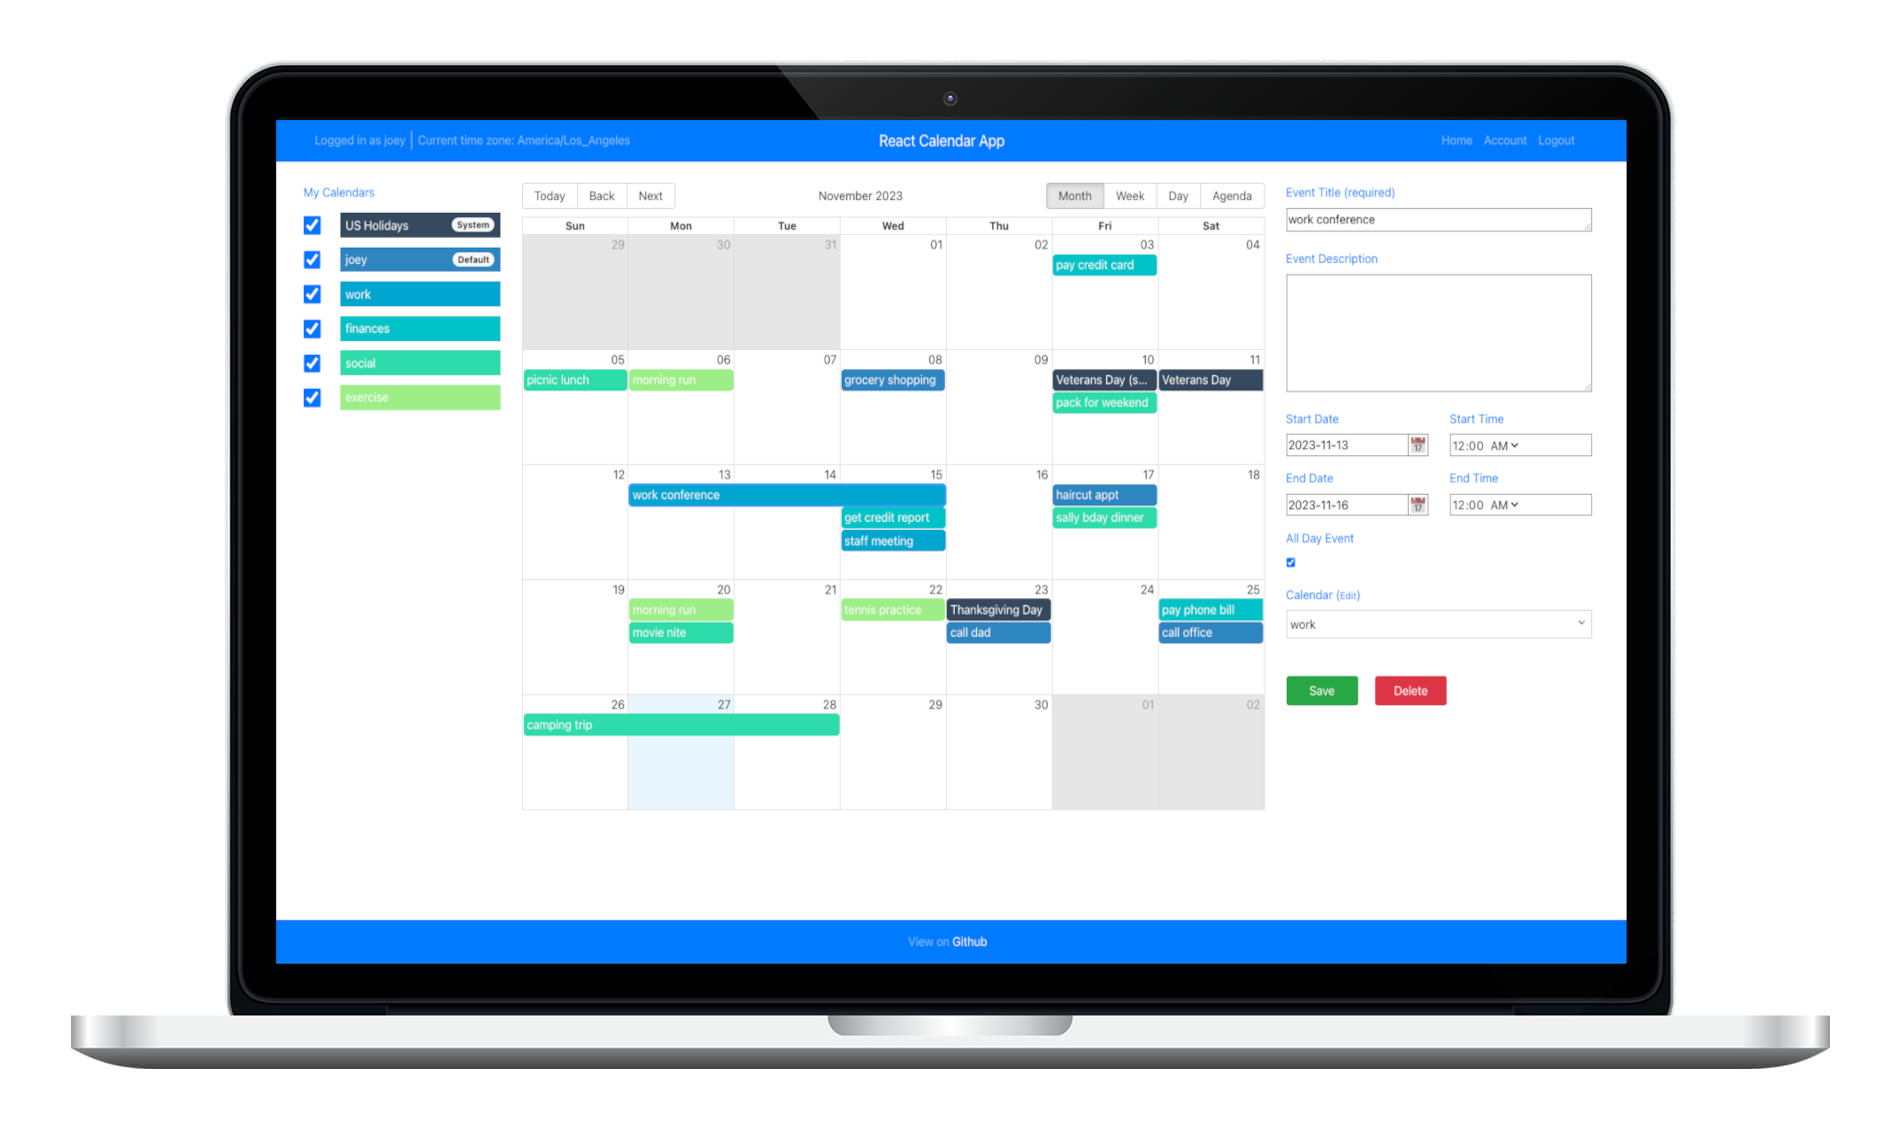 Logged in as joey | Current time zone: America/Los_Angeles
React Calendar App
Home Account Logout
My Calendars
US Holidays System
joey Default
work
finances
social
exercise
Today Back Next
November 2023
Month Week Day Agenda
Sun Mon Tue Wed Thu Fri Sat
29 30 31 01 02 03 04
pay credit card
05 06 07 08 09 10 11
picnic lunch morning run grocery shopping Veterans Day (s... Veterans Day
pack for weekend
12 13 14 15 16 17 18
work conference haircut appt
get credit report sally bday dinner
staff meeting
19 20 21 22 23 24 25
morning run tennis practice Thanksgiving Day pay phone bill
movie nite call dad call office
26 27 28 29 30 01 02
camping trip
Event Title (required)
work conference
Event Description
Start Date Start Time
2023-11-13 17 12:00 AM
End Date End Time
2023-11-16 17 12:00 AM
All Day Event
Calendar (Edit)
work
Save Delete
View on Github